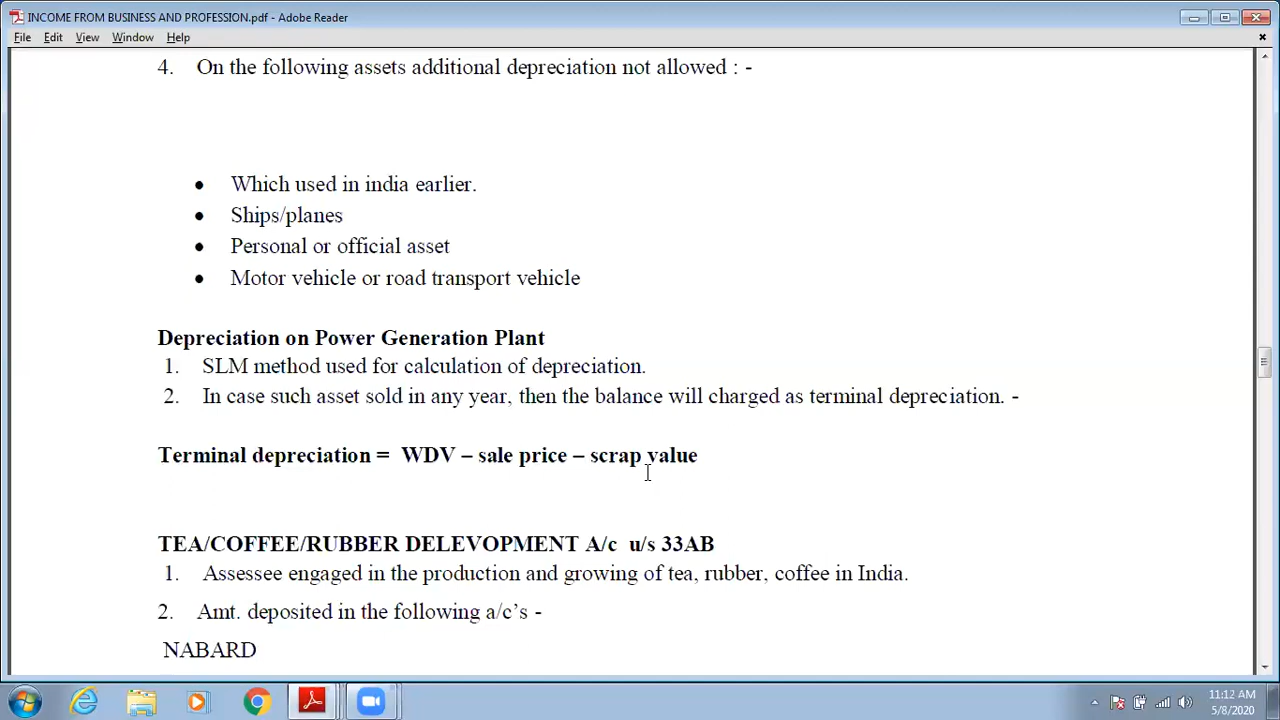 INCOME FROM BUSINESS AND PROFESSION.pdf - Adobe Reader
File Edit View Window Help
4. On the following assets additional depreciation not allowed : -
• Which used in india earlier.
• Ships/planes
• Personal or official asset
• Motor vehicle or road transport vehicle
Depreciation on Power Generation Plant
1. SLM method used for calculation of depreciation.
2. In case such asset sold in any year, then the balance will charged as terminal depreciation. -
Terminal depreciation = WDV – sale price – scrap value
TEA/COFFEE/RUBBER DELEVOPMENT A/c u/s 33AB
1. Assessee engaged in the production and growing of tea, rubber, coffee in India.
2. Amt. deposited in the following a/c’s -
NABARD
11:12 AM
5/8/2020